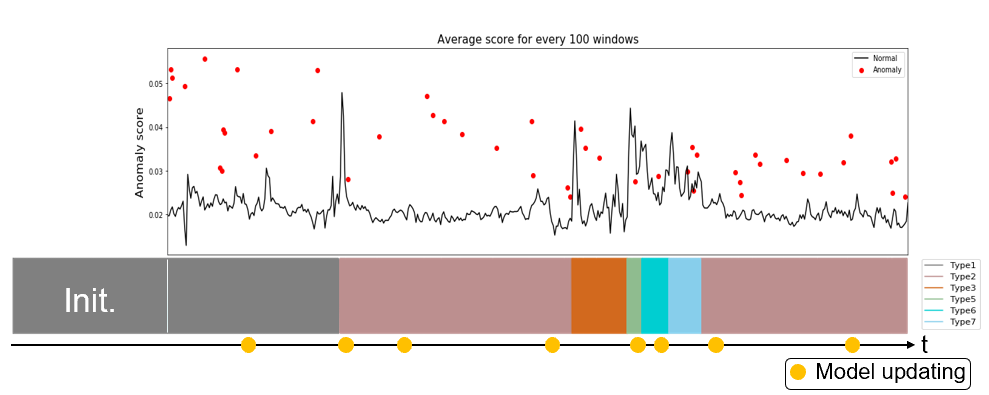 Average score for every 100 windows
Normal
Anomaly
Anomaly score
0.05
0.04
0.03
0.02
Init.
Type1
Type2
Type3
Type5
Type6
Type7
t
Model updating